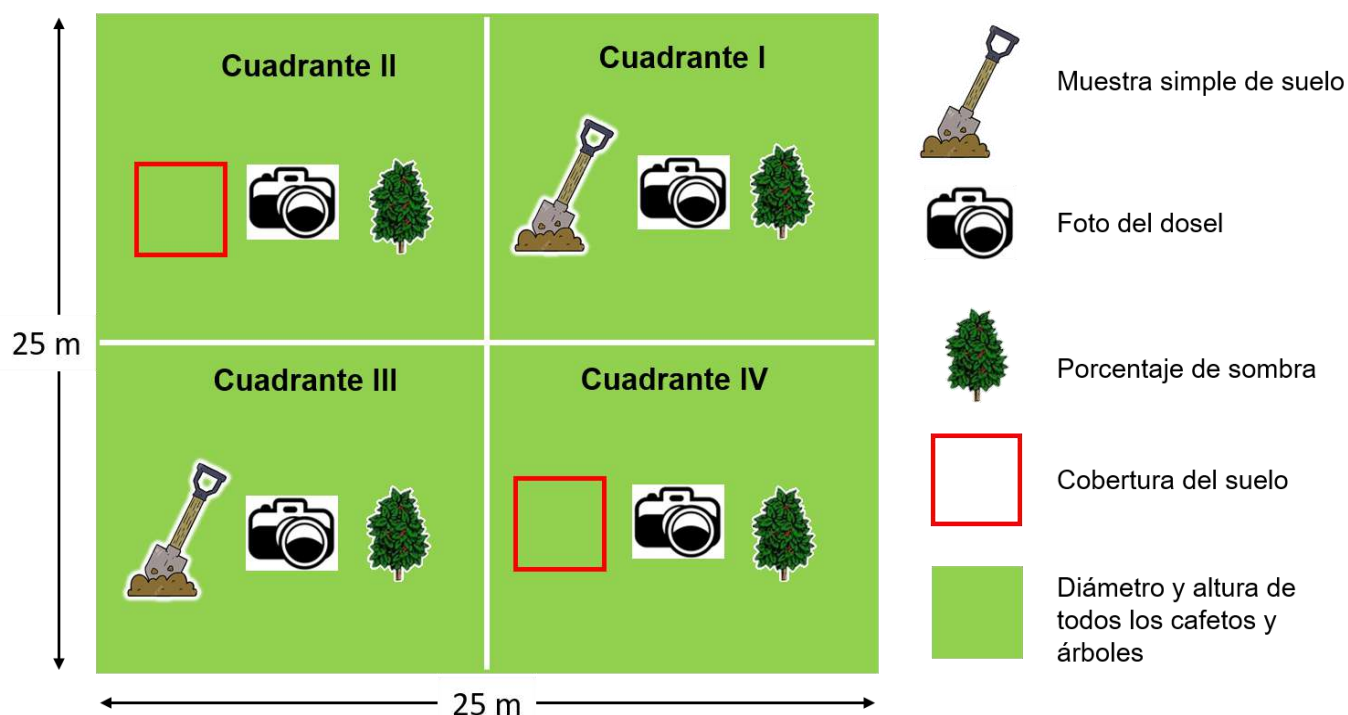 Cuadrante II
Cuadrante I
Cuadrante III
Cuadrante IV
25 m
25 m
Muestra simple de suelo
Foto del dosel
Porcentaje de sombra
Cobertura del suelo
Diámetro y altura de
todos los cafetos y
árboles